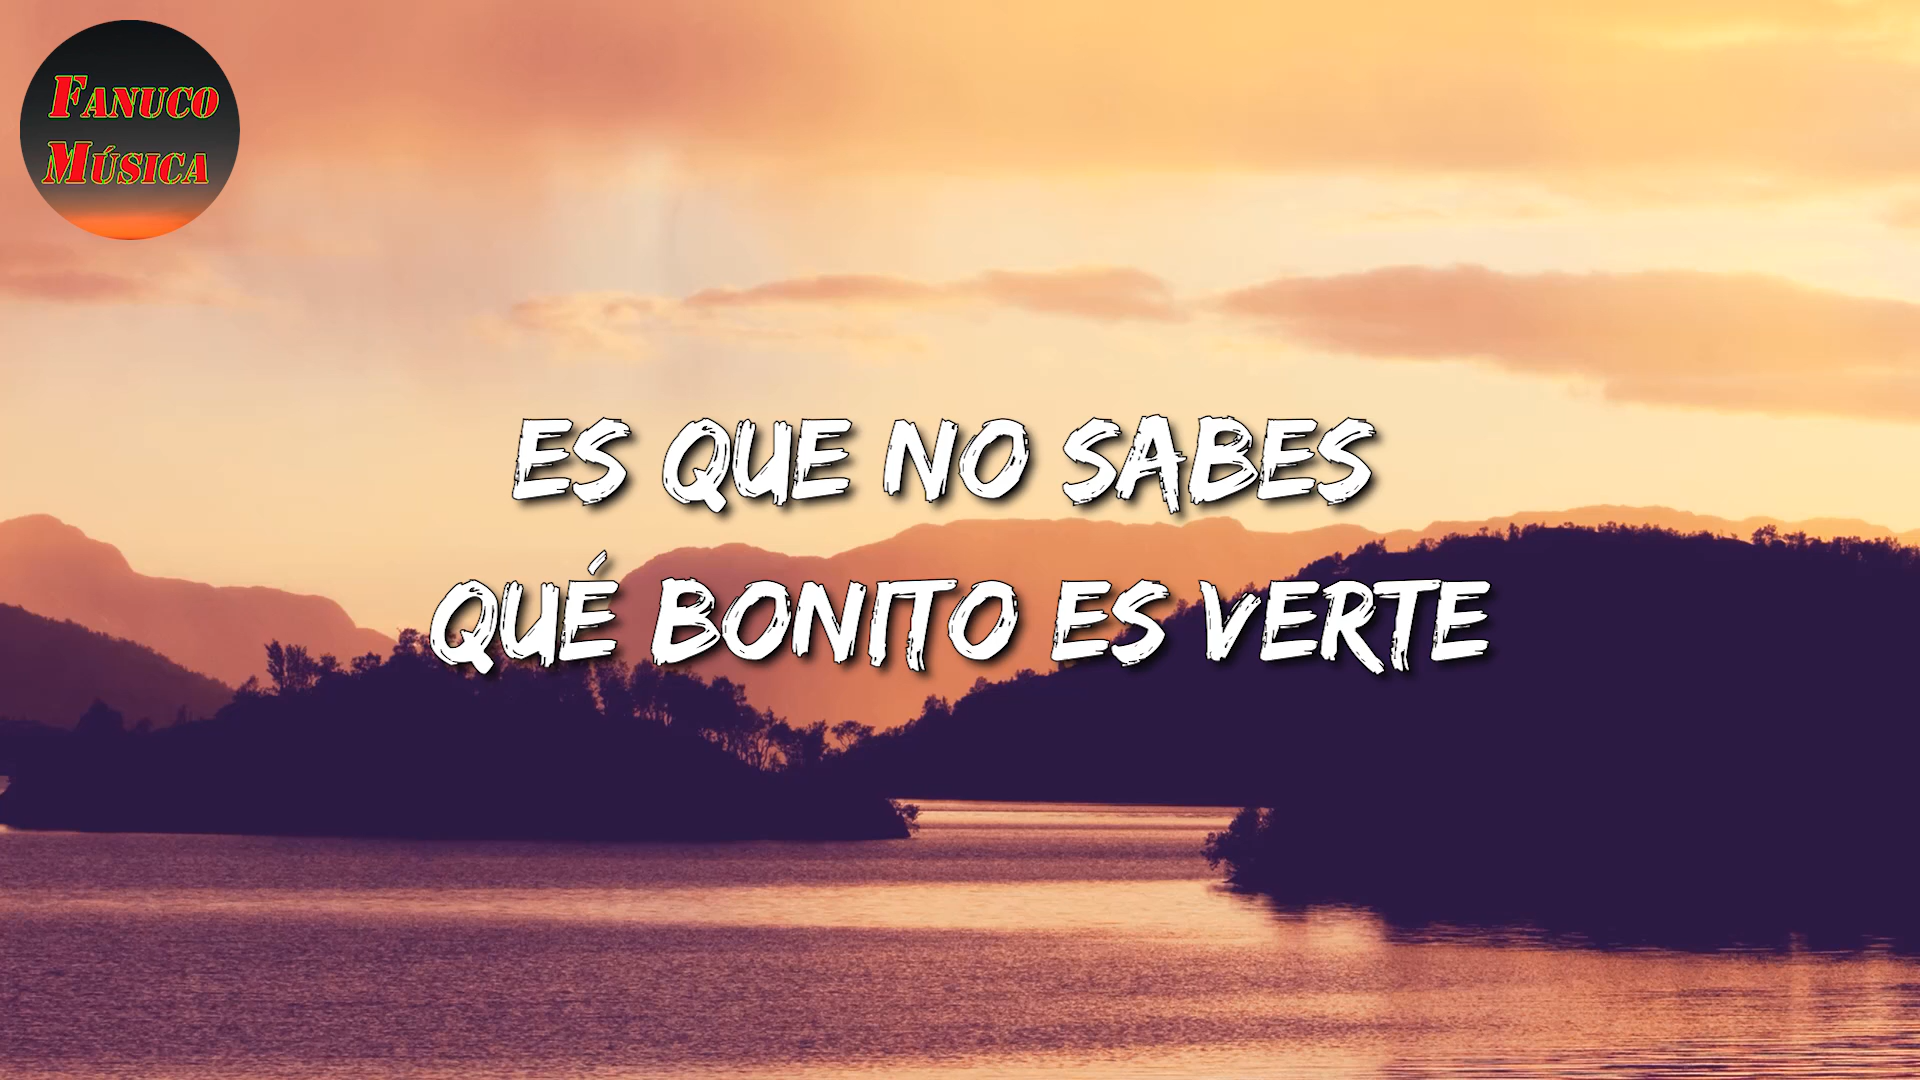 FANUCO
MÚSICA
ES QUE NO SABES
QUÉ BONITO ES VERTE